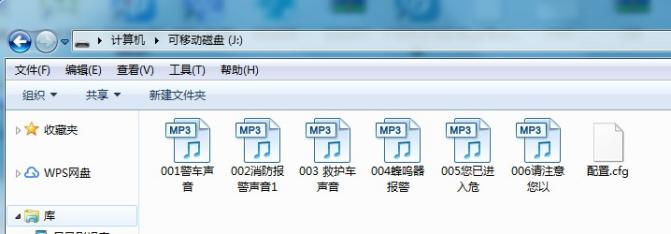 计算机 ▸ 可移动磁盘 (J:)
文件(F) 编辑(E) 查看(V) 工具(T) 帮助(H)
组织 共享 新建文件夹
收藏夹
WPS网盘
库
MP3 MP3 MP3 MP3 MP3 MP3
001警车声音
002消防报警声音1
003 救护车声音
004蜂鸣器报警
005您已进入危
006请注意您以
配置.cfg